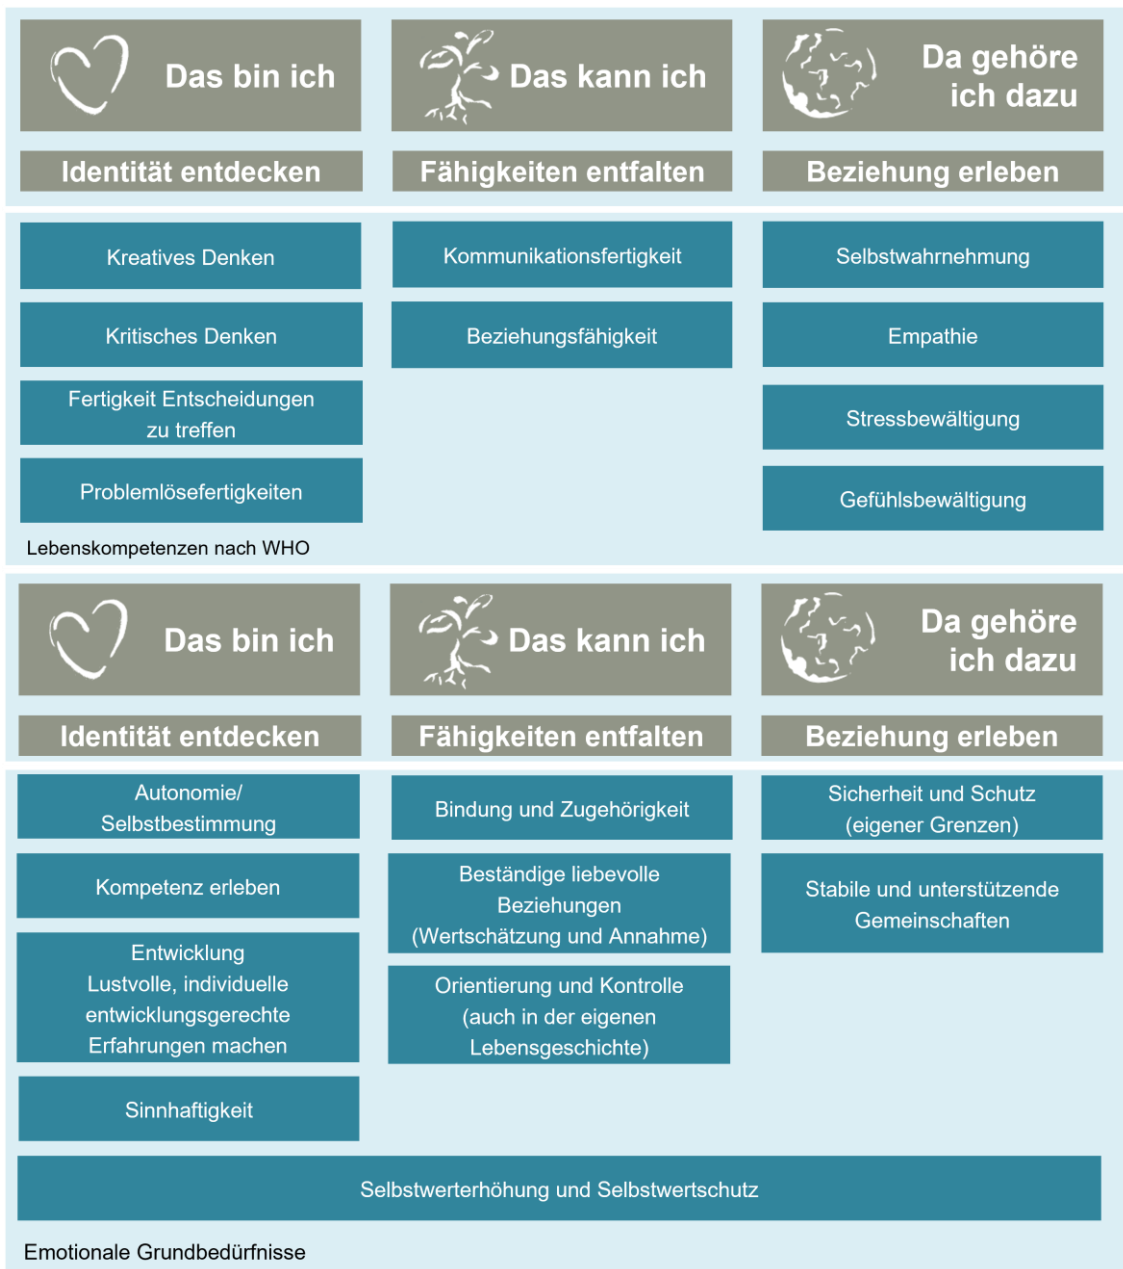 Das bin ich
Das kann ich
Da gehöre
ich dazu
Identität entdecken
Fähigkeiten entfalten
Beziehung erleben
Kreatives Denken
Kritisches Denken
Fertigkeit Entscheidungen
zu treffen
Problemlösefertigkeiten
Kommunikationsfertigkeit
Beziehungsfähigkeit
Selbstwahrnehmung
Empathie
Stressbewältigung
Gefühlsbewältigung
Lebenskompetenzen nach WHO
Das bin ich
Das kann ich
Da gehöre
ich dazu
Identität entdecken
Fähigkeiten entfalten
Beziehung erleben
Autonomie/
Selbstbestimmung
Kompetenz erleben
Entwicklung
Lustvolle, individuelle
entwicklungsgerechte
Erfahrungen machen
Sinnhaftigkeit
Bindung und Zugehörigkeit
Beständige liebevolle
Beziehungen
(Wertschätzung und Annahme)
Orientierung und Kontrolle
(auch in der eigenen
Lebensgeschichte)
Sicherheit und Schutz
(eigener Grenzen)
Stabile und unterstützende
Gemeinschaften
Selbstwerterhöhung und Selbstwertschutz
Emotionale Grundbedürfnisse